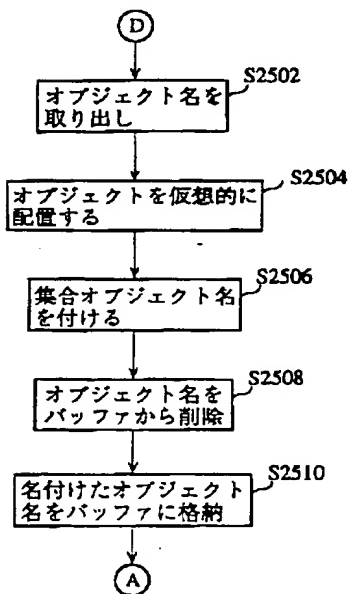 D
S2502
オブジェクト名を
取り出し
S2504
オブジェクトを仮想的に
配置する
S2506
集合オブジェクト名
を付ける
S2508
オブジェクト名を
バッファから削除
S2510
名付けたオブジェクト
名をバッファに格納
A